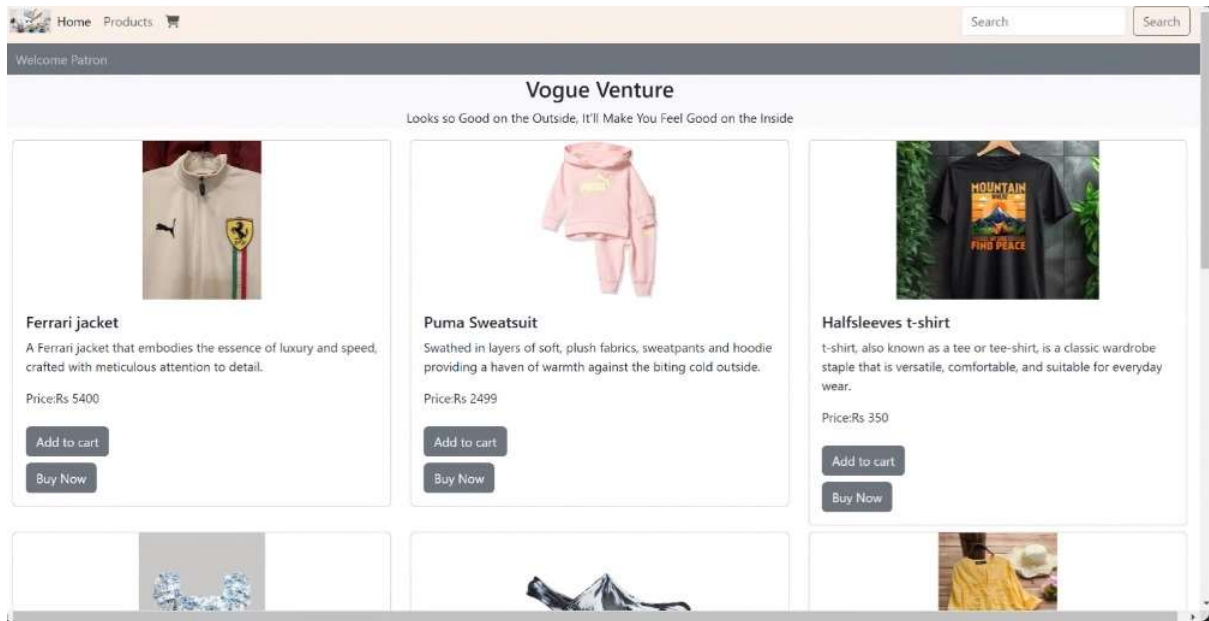 Home Products
Search
Search
Welcome Patron
Vogue Venture
Looks so Good on the Outside, It'll Make You Feel Good on the Inside
PUMA
MOUNTAIN
FIND PEACE
Ferrari jacket
A Ferrari jacket that embodies the essence of luxury and speed,
crafted with meticulous attention to detail.
Price:Rs 5400
Add to cart
Buy Now
Puma Sweatsuit
Swathed in layers of soft, plush fabrics, sweatpants and hoodie
providing a haven of warmth against the biting cold outside.
Price:Rs 2499
Add to cart
Buy Now
Halfsleeves t-shirt
t-shirt, also known as a tee or tee-shirt, is a classic wardrobe
staple that is versatile, comfortable, and suitable for everyday
wear.
Price:Rs 350
Add to cart
Buy Now